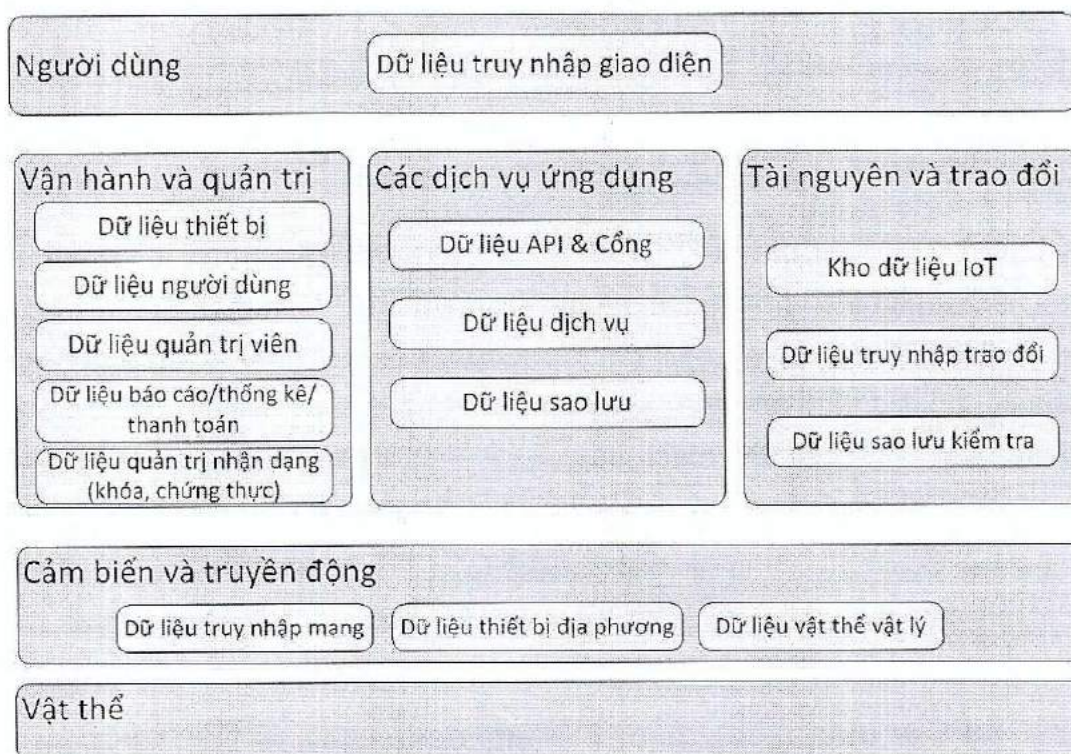 Người dùng
Dữ liệu truy nhập giao diện
Vận hành và quản trị
Dữ liệu thiết bị
Dữ liệu người dùng
Dữ liệu quản trị viên
Dữ liệu báo cáo/thống kê/
thanh toán
Dữ liệu quản trị nhận dạng
(khóa, chứng thực)
Các dịch vụ ứng dụng
Dữ liệu API & Cổng
Dữ liệu dịch vụ
Dữ liệu sao lưu
Tài nguyên và trao đổi
Kho dữ liệu IoT
Dữ liệu truy nhập trao đổi
Dữ liệu sao lưu kiểm tra
Cảm biến và truyền động
Dữ liệu truy nhập mạng
Dữ liệu thiết bị địa phương
Dữ liệu vật thể vật lý
Vật thể